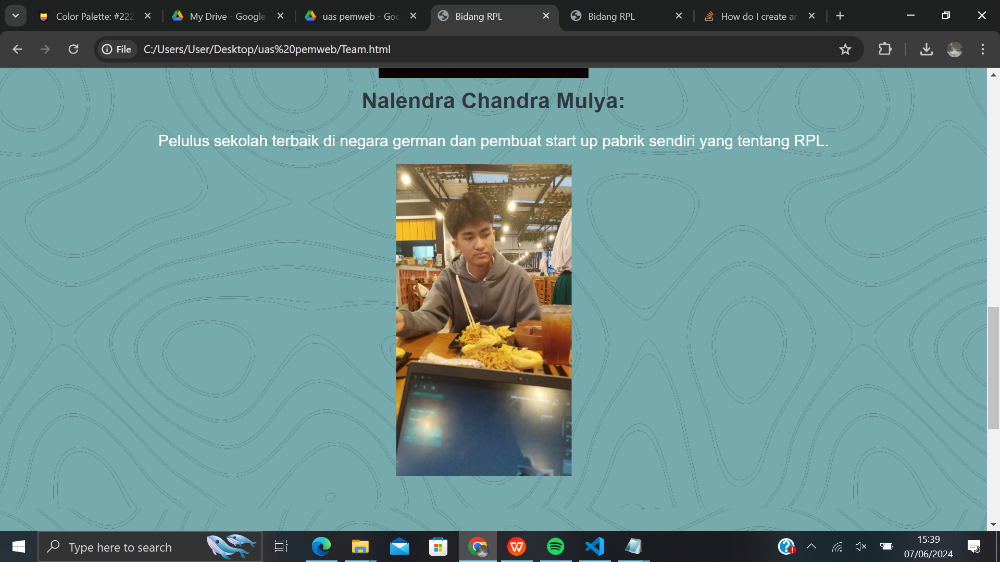 Color Palette: #222
My Drive - Google
uas pemweb - Goo
Bidang RPL
Bidang RPL
How do I create an
File
C:/Users/User/Desktop/uas%20pemweb/Team.html
Nalendra Chandra Mulya:
Pelulus sekolah terbaik di negara german dan pembuat start up pabrik sendiri yang tentang RPL.
Type here to search
15:39
07/06/2024